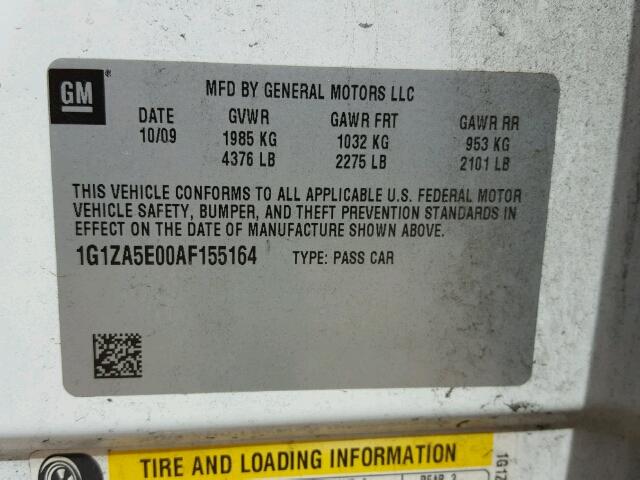 GM ®
MFD BY GENERAL MOTORS LLC
DATE GVWR GAWR FRT GAWR RR
10/09 1985 KG 1032 KG 953 KG
4376 LB 2275 LB 2101 LB
THIS VEHICLE CONFORMS TO ALL APPLICABLE U.S. FEDERAL MOTOR
VEHICLE SAFETY, BUMPER, AND THEFT PREVENTION STANDARDS IN
EFFECT ON THE DATE OF MANUFACTURE SHOWN ABOVE.
1G1ZA5E00AF155164 TYPE: PASS CAR
TIRE AND LOADING INFORMATION
1G1Z
REAR 3